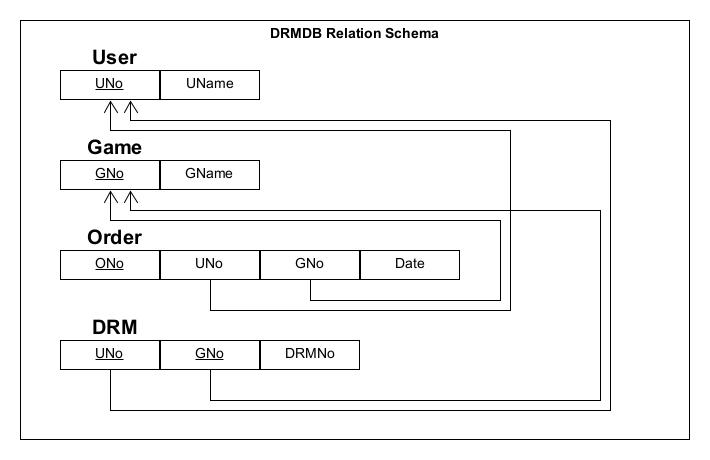 DRMDB Relation Schema
User
UNo UName
Game
GNo GName
Order
ONo UNo GNo Date
DRM
UNo GNo DRMNo